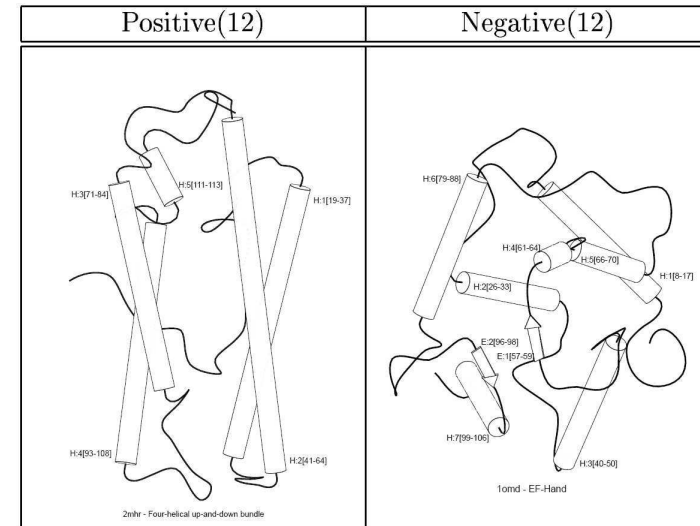 Positive(12)
Negative(12)
H:3[71-84]
H:5[111-113]
H:1[19-37]
H:4[93-108]
H:2[41-64]
2mhr - Four-helical up-and-down bundle
H:6[79-88]
H:4[61-64]
H:5[66-70]
H:1[8-17]
H:2[26-33]
E:2[96-98]
E:1[57-59]
H:7[99-106]
H:3[40-50]
1omd - EF-Hand